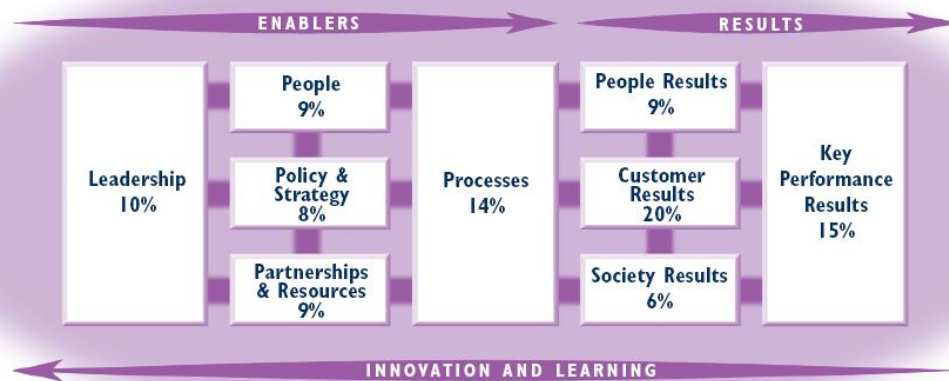 ENABLERS
RESULTS
Leadership
10%
People
9%
Policy &
Strategy
8%
Partnerships
& Resources
9%
Processes
14%
People Results
9%
Customer
Results
20%
Society Results
6%
Key
Performance
Results
15%
INNOVATION AND LEARNING